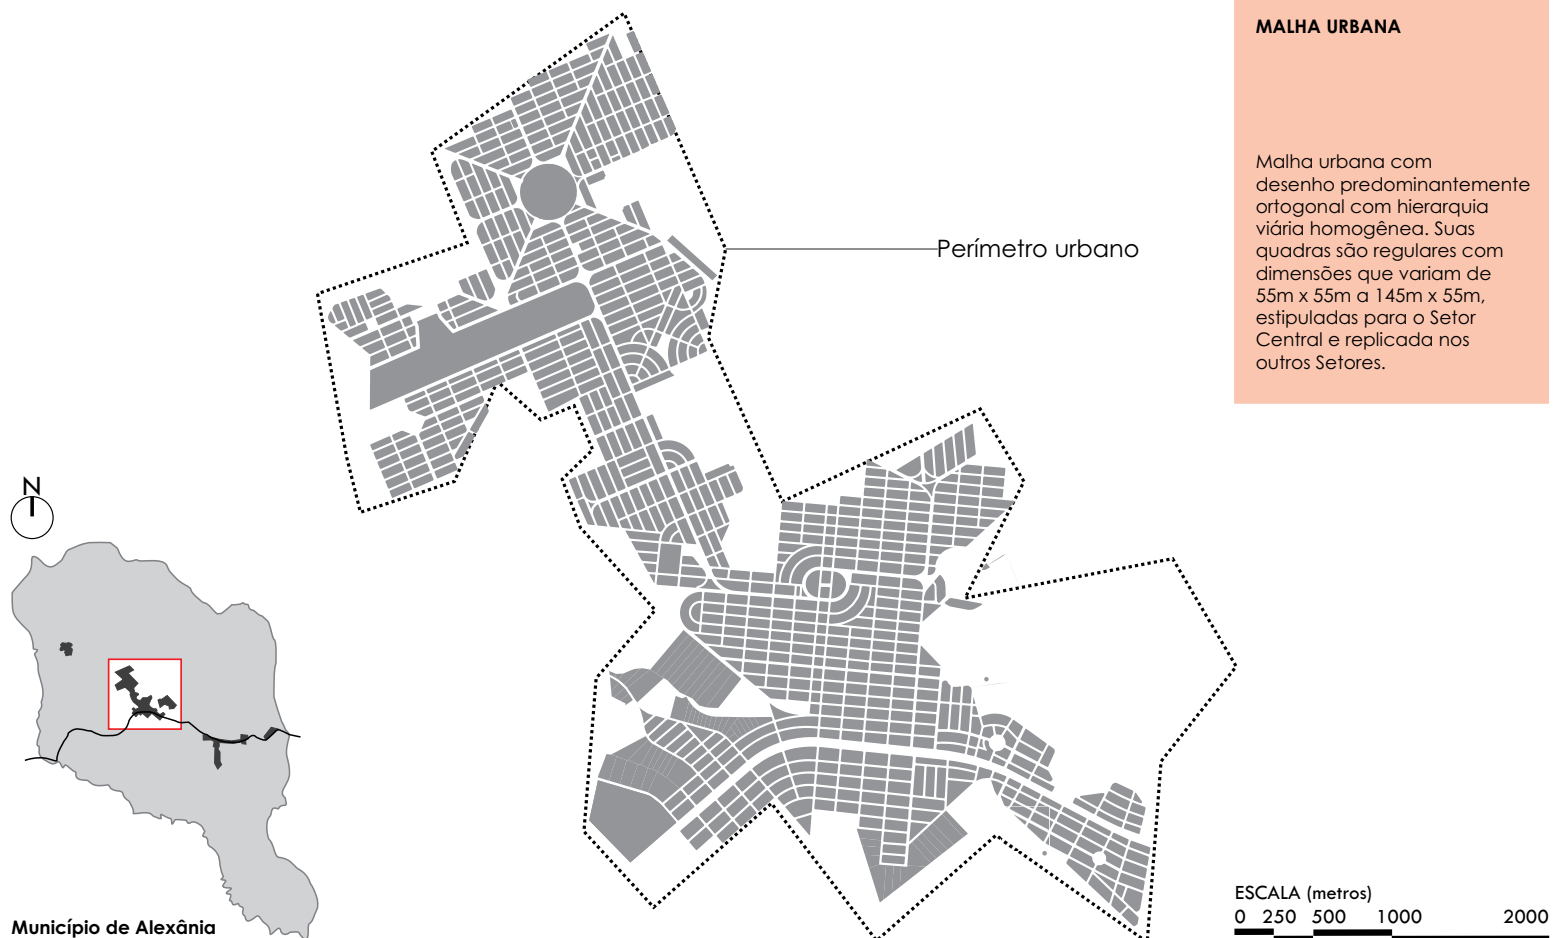 MALHA URBANA
Malha urbana com
desenho predominantemente
ortogonal com hierarquia
viária homogênea. Suas
quadras são regulares com
dimensões que variam de
55m x 55m a 145m x 55m,
estipuladas para o Setor
Central e replicada nos
outros Setores.
Perímetro urbano
N
Município de Alexânia
ESCALA (metros)
0 250 500 1000 2000